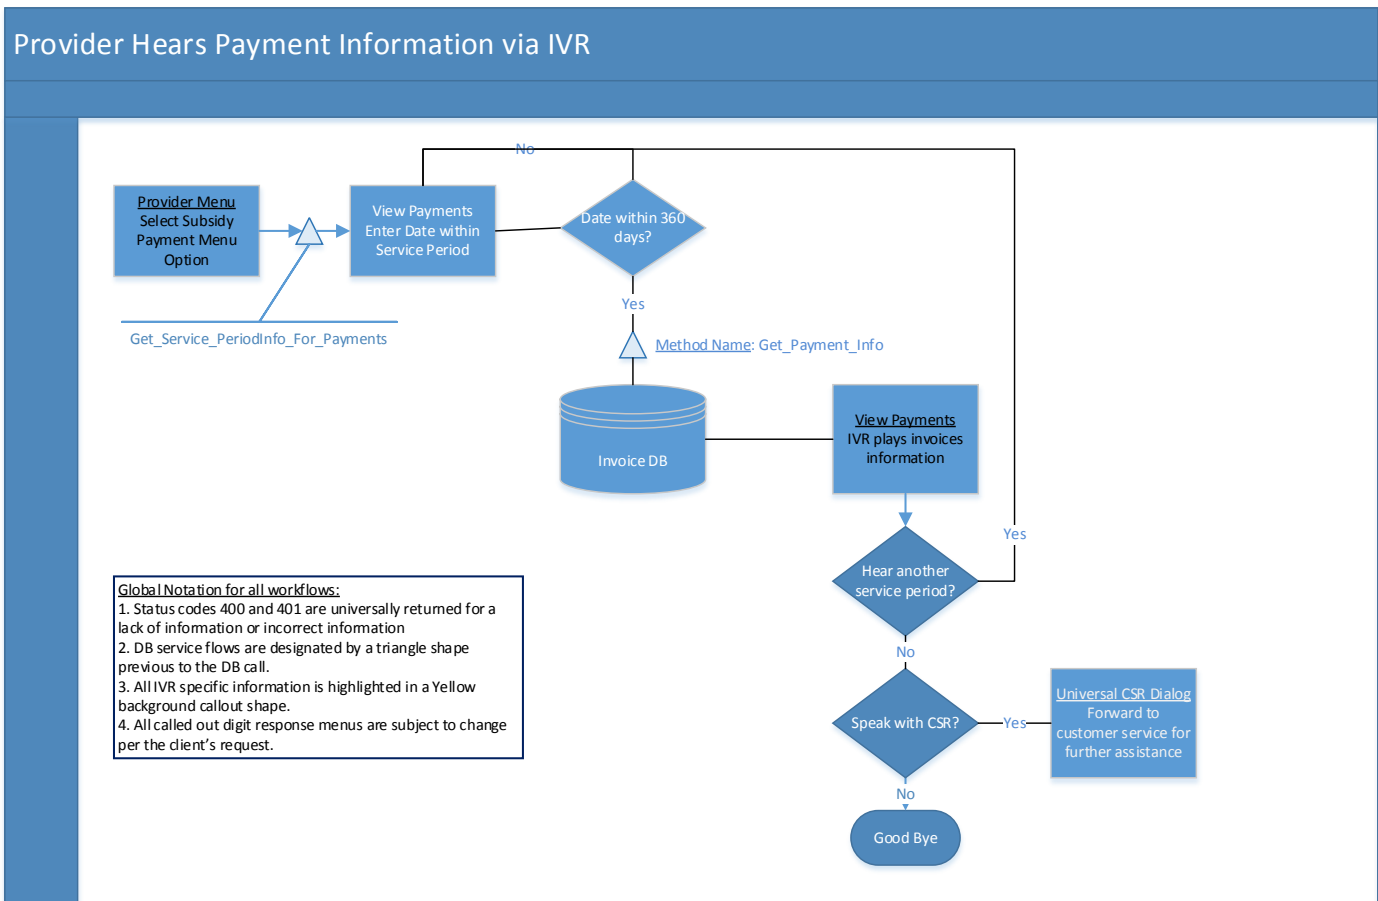 Provider Hears Payment Information via IVR
No
Provider Menu
Select Subsidy
Payment Menu
Option
View Payments
Enter Date within
Service Period
Date within 360
days?
Yes
Get_Service_PeriodInfo_For_Payments
Method Name: Get_Payment_Info
Invoice DB
View Payments
IVR plays invoices
information
Yes
Hear another
service period?
No
Global Notation for all workflows:
1. Status codes 400 and 401 are universally returned for a
lack of information or incorrect information
2. DB service flows are designated by a triangle shape
previous to the DB call.
3. All IVR specific information is highlighted in a Yellow
background callout shape.
4. All called out digit response menus are subject to change
per the client's request.
Speak with CSR?
Yes
Universal CSR Dialog
Forward to
customer service for
further assistance
No
Good Bye